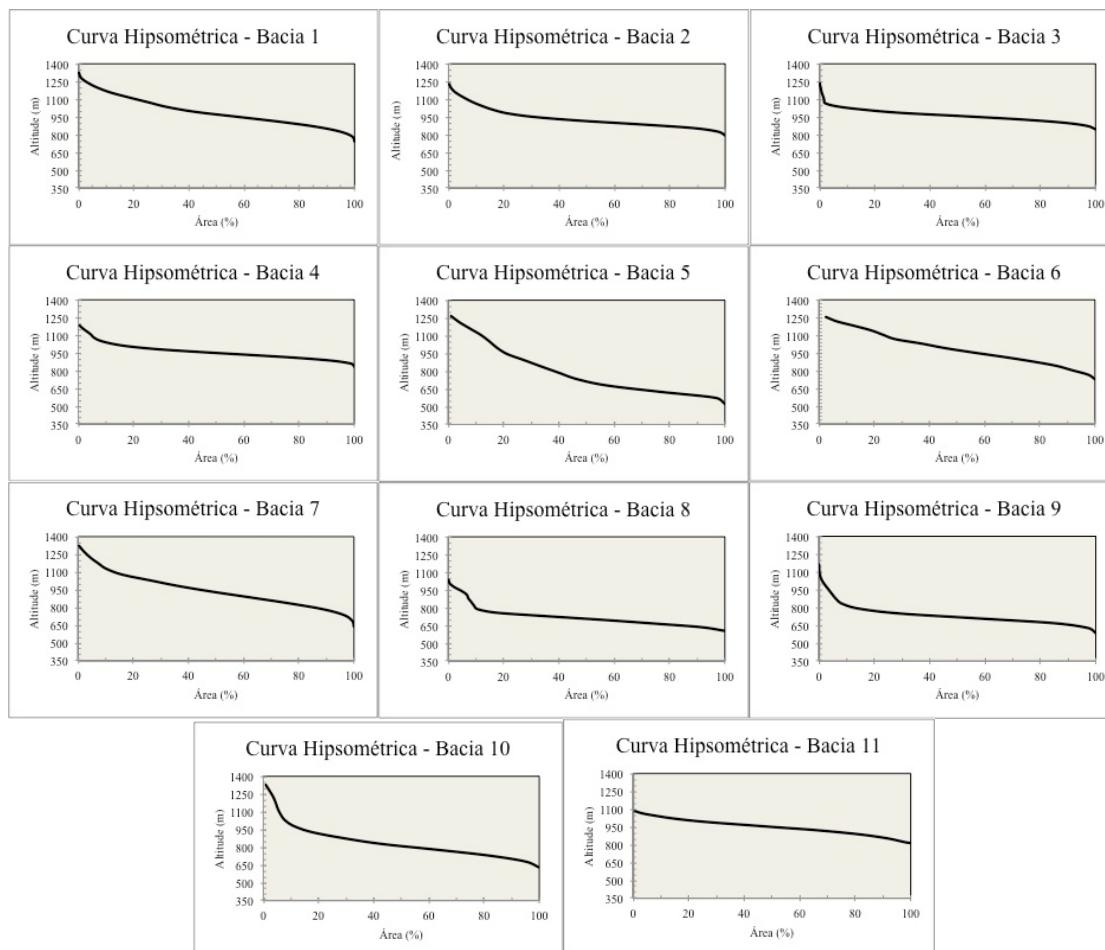 Curva Hipsométrica - Bacia 1
Altitude (m)
1400
1250
1100
950
800
650
500
350
0 20 40 60 80 100
Área (%)
Curva Hipsométrica - Bacia 2
Altitude (m)
1400
1250
1100
950
800
650
500
350
0 20 40 60 80 100
Área (%)
Curva Hipsométrica - Bacia 3
Altitude (m)
1400
1250
1100
950
800
650
500
350
0 20 40 60 80 100
Área (%)
Curva Hipsométrica - Bacia 4
Altitude (m)
1400
1250
1100
950
800
650
500
350
0 20 40 60 80 100
Área (%)
Curva Hipsométrica - Bacia 5
Altitude (m)
1400
1250
1100
950
800
650
500
350
0 20 40 60 80 100
Área (%)
Curva Hipsométrica - Bacia 6
Altitude (m)
1400
1250
1100
950
800
650
500
350
0 20 40 60 80 100
Área (%)
Curva Hipsométrica - Bacia 7
Altitude (m)
1400
1250
1100
950
800
650
500
350
0 20 40 60 80 100
Área (%)
Curva Hipsométrica - Bacia 8
Altitude (m)
1400
1250
1100
950
800
650
500
350
0 20 40 60 80 100
Área (%)
Curva Hipsométrica - Bacia 9
Altitude (m)
1400
1250
1100
950
800
650
500
350
0 20 40 60 80 100
Área (%)
Curva Hipsométrica - Bacia 10
Altitude (m)
1400
1250
1100
950
800
650
500
350
0 20 40 60 80 100
Área (%)
Curva Hipsométrica - Bacia 11
Altitude (m)
1400
1250
1100
950
800
650
500
350
0 20 40 60 80 100
Área (%)